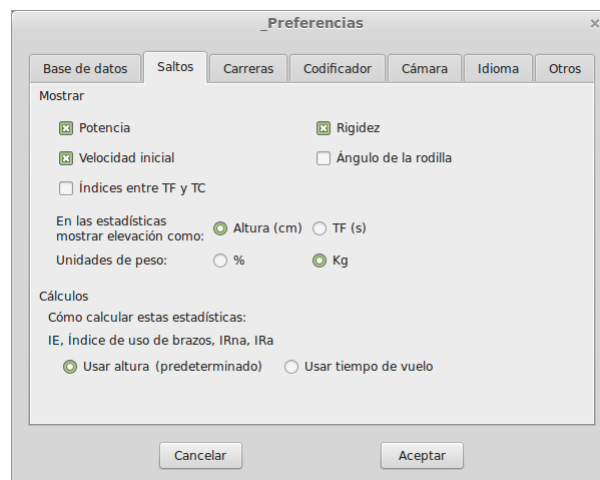 _Preferencias
Base de datos Saltos Carreras Codificador Cámara Idioma Otros
Mostrar
Potencia Rigidez
Velocidad inicial Ángulo de la rodilla
Índices entre TF y TC
En las estadísticas
mostrar elevación como: Altura (cm) TF (s)
Unidades de peso: % Kg
Cálculos
Cómo calcular estas estadísticas:
IE, Índice de uso de brazos, IRna, IRa
Usar altura (predeterminado) Usar tiempo de vuelo
Cancelar Aceptar